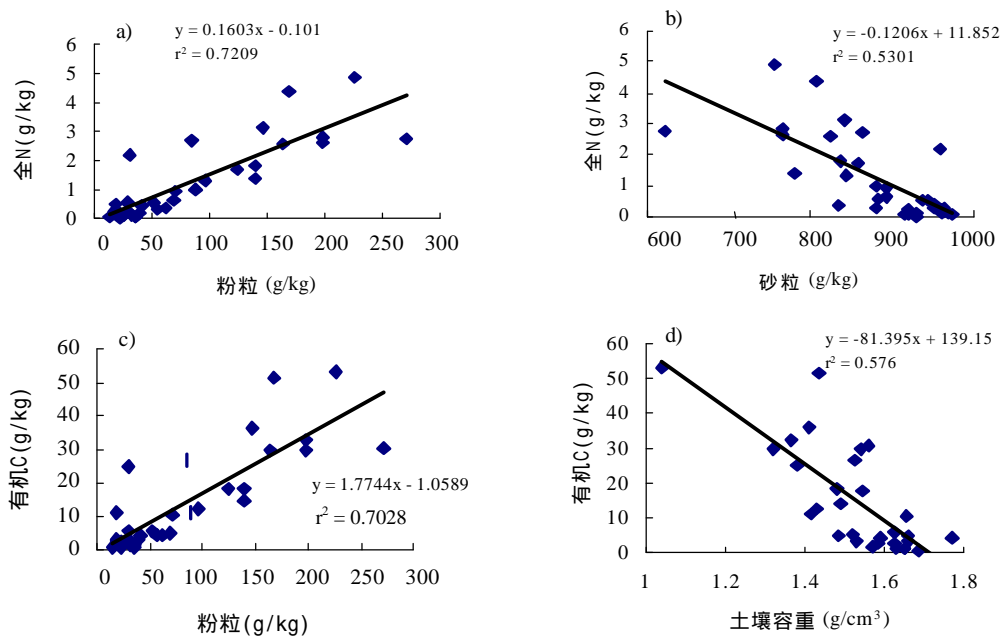 a)
y = 0.1603x - 0.101
r² = 0.7209
全N(g/kg)
6
5
4
3
2
1
0
0 50 100 150 200 250 300
粉粒 (g/kg)
b)
y = -0.1206x + 11.852
r² = 0.5301
全N(g/kg)
6
5
4
3
2
1
0
600 700 800 900 1000
砂粒 (g/kg)
c)
有机C(g/kg)
60
50
40
30
20
10
0
y = 1.7744x - 1.0589
r² = 0.7028
0 50 100 150 200 250 300
粉粒(g/kg)
d)
y = -81.395x + 139.15
r² = 0.576
有机C(g/kg)
60
50
40
30
20
10
0
1 1.2 1.4 1.6 1.8
土壤容重 (g/cm³)